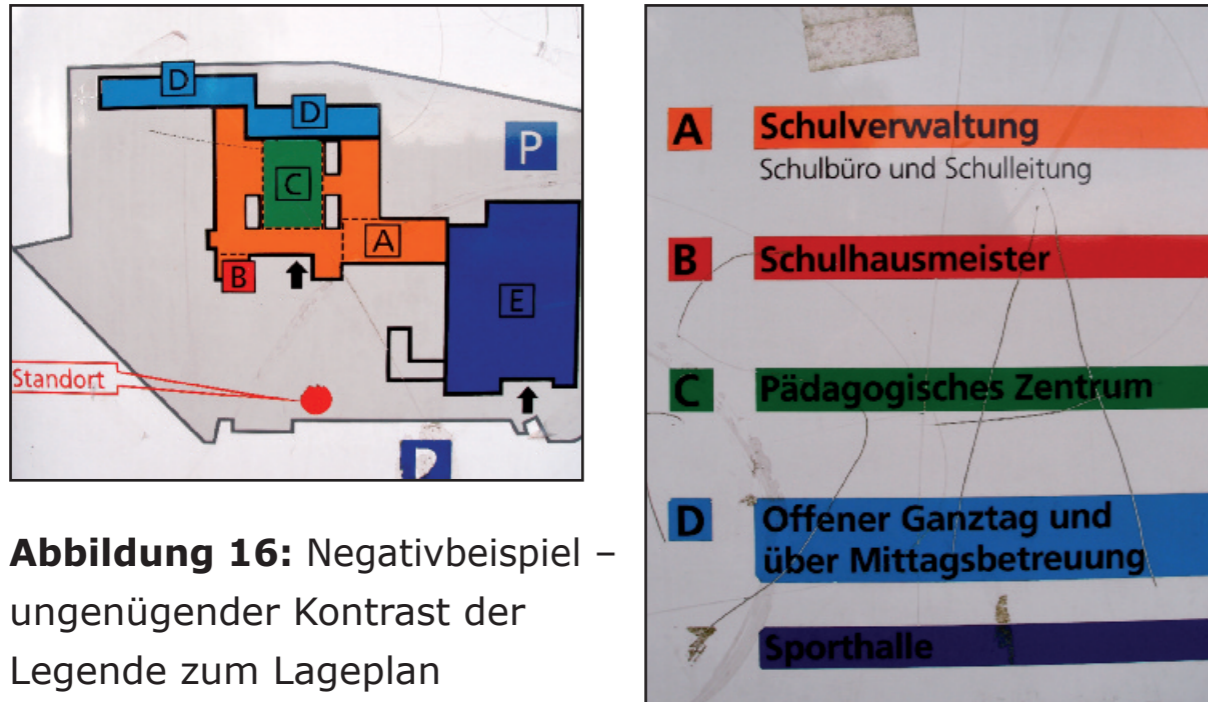 D
D
P
C
A
B
E
Standort
P
Abbildung 16: Negativbeispiel –
ungenügender Kontrast der
Legende zum Lageplan
A Schulverwaltung
Schulbüro und Schulleitung
B Schulhausmeister
C Pädagogisches Zentrum
D Offener Ganztag und
über Mittagsbetreuung
Sporthalle